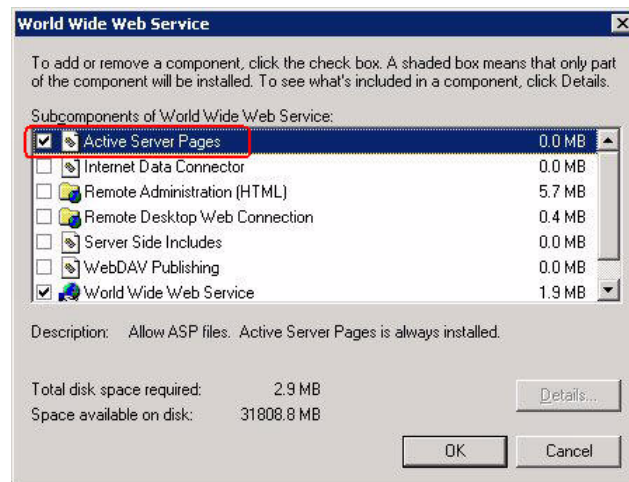 World Wide Web Service
To add or remove a component, click the check box. A shaded box means that only part
of the component will be installed. To see what's included in a component, click Details.
Subcomponents of World Wide Web Service:
Active Server Pages 0.0 MB
Internet Data Connector 0.0 MB
Remote Administration (HTML) 5.7 MB
Remote Desktop Web Connection 0.4 MB
Server Side Includes 0.0 MB
WebDAV Publishing 0.0 MB
World Wide Web Service 1.9 MB
Description: Allow ASP files. Active Server Pages is always installed.
Total disk space required: 2.9 MB
Space available on disk: 31808.8 MB
Details...
OK Cancel